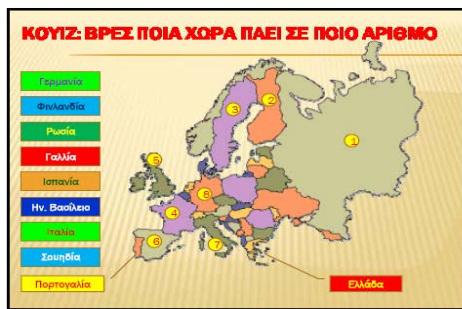 ΚΟΥΙΖ: ΒΡΕΣ ΠΟΙΑ ΧΩΡΑ ΠΑΕΙ ΣΕ ΠΟΙΟ ΑΡΙΘΜΟ
Γερμανία
Φινλανδία
Ρωσία
Γαλλία
Ισπανία
Ην. Βασίλειο
Ιταλία
Σουηδία
Πορτογαλία
3
2
1
5
8
4
6
7
Ελλάδα